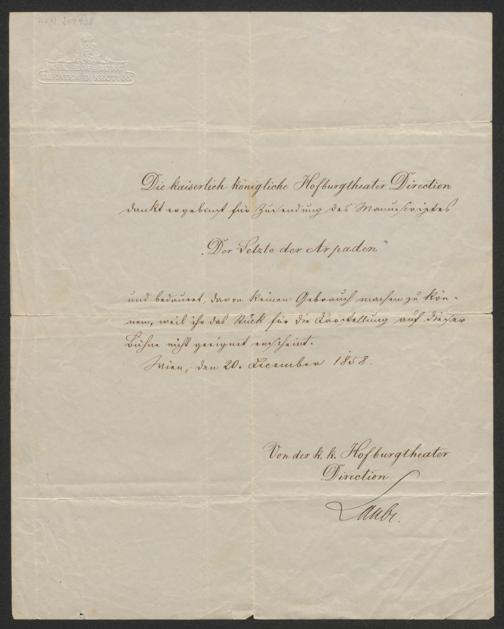 Die kaiserlich königliche Hofburgtheater Direction
dankt ergebenst für Zusendung des Manuscriptes
„Der Letzte der Arpaden“
und bedauert davon keinen Gebrauch machen zu kön-
nen, weil ihr das Stück für die Darstellung auf dieser
Bühne nicht geeignet erscheint.
Wien, den 20. December 1858.
Von der k. k. Hofburgtheater
Direction
Laube.